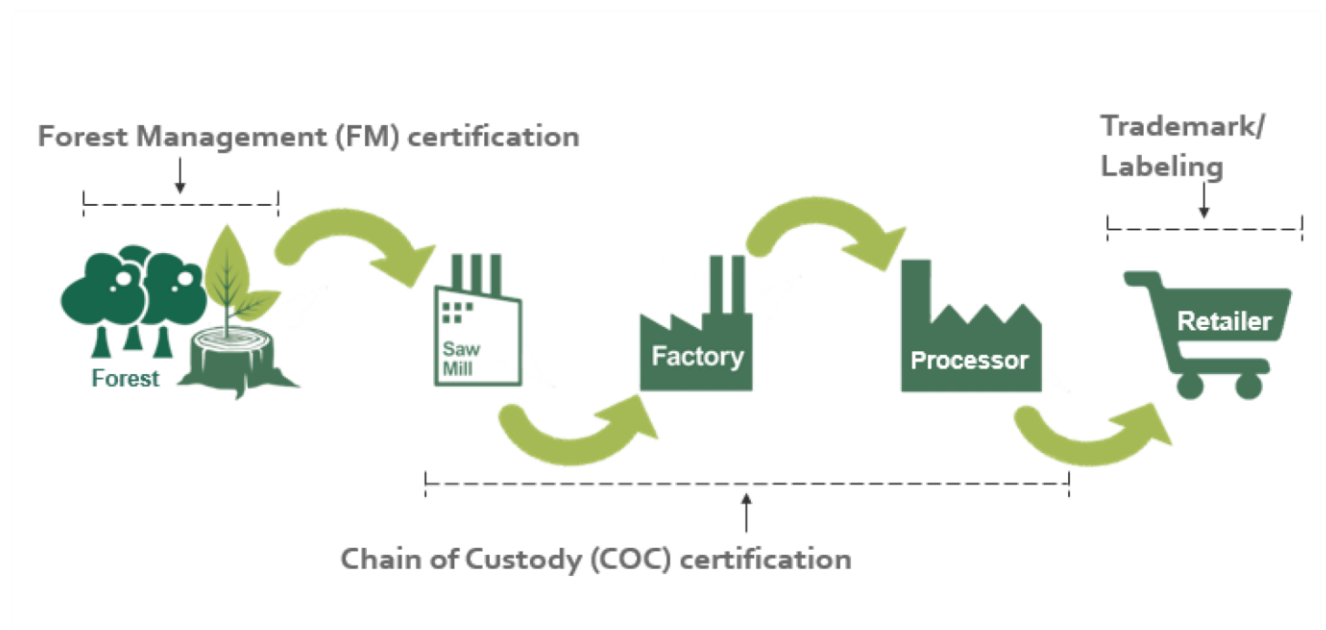 Forest Management (FM) certification
Trademark/
Labeling
Forest
Saw
Mill
Factory
Processor
Retailer
Chain of Custody (COC) certification